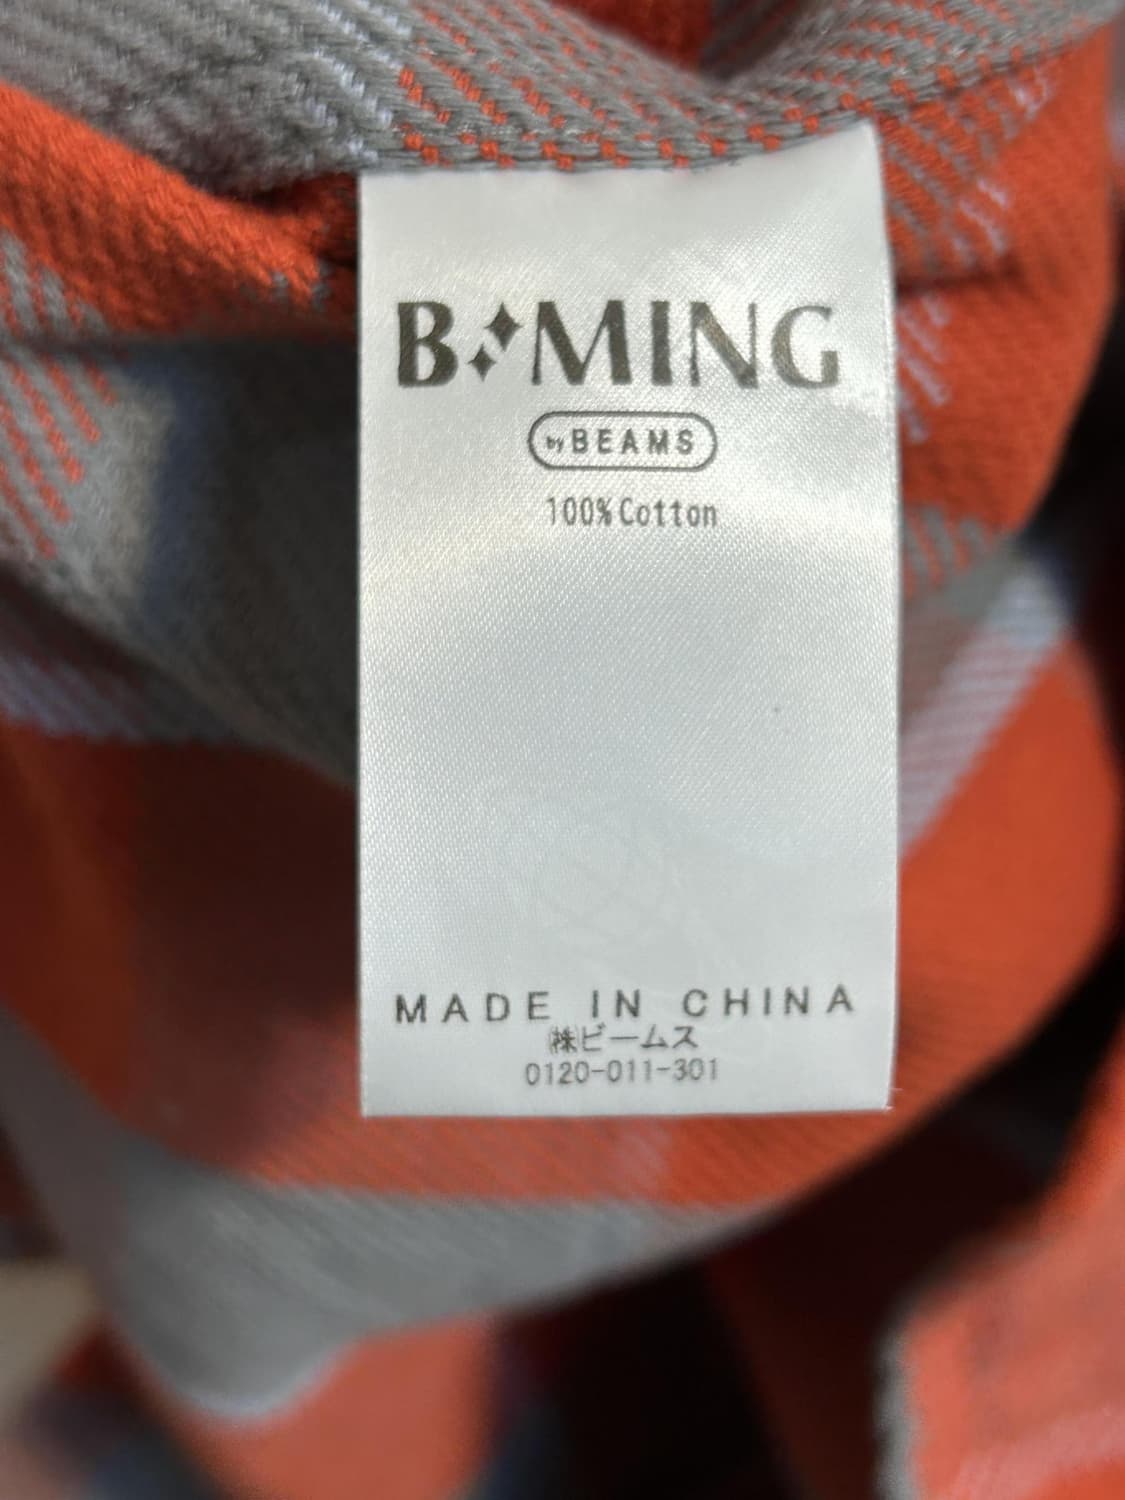 B MING
by BEAMS
100%Cotton
MADE IN CHINA
㈱ビームス
0120-011-301